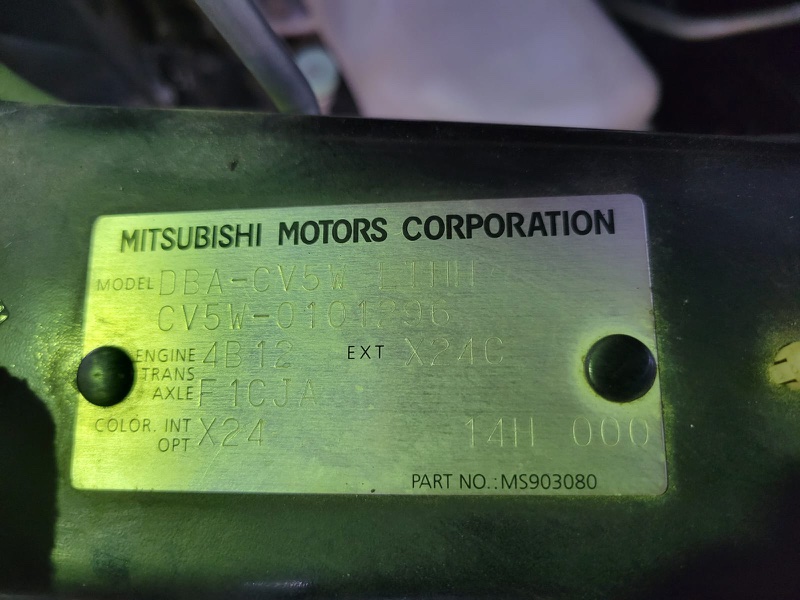 MITSUBISHI MOTORS CORPORATION
MODEL DBA-CV5W
CV5W-0101296
ENGINE 4B12 EXT X24C
TRANS
AXLE F1CJA
COLOR. INT X24 14H 000
OPT
PART NO.:MS903080